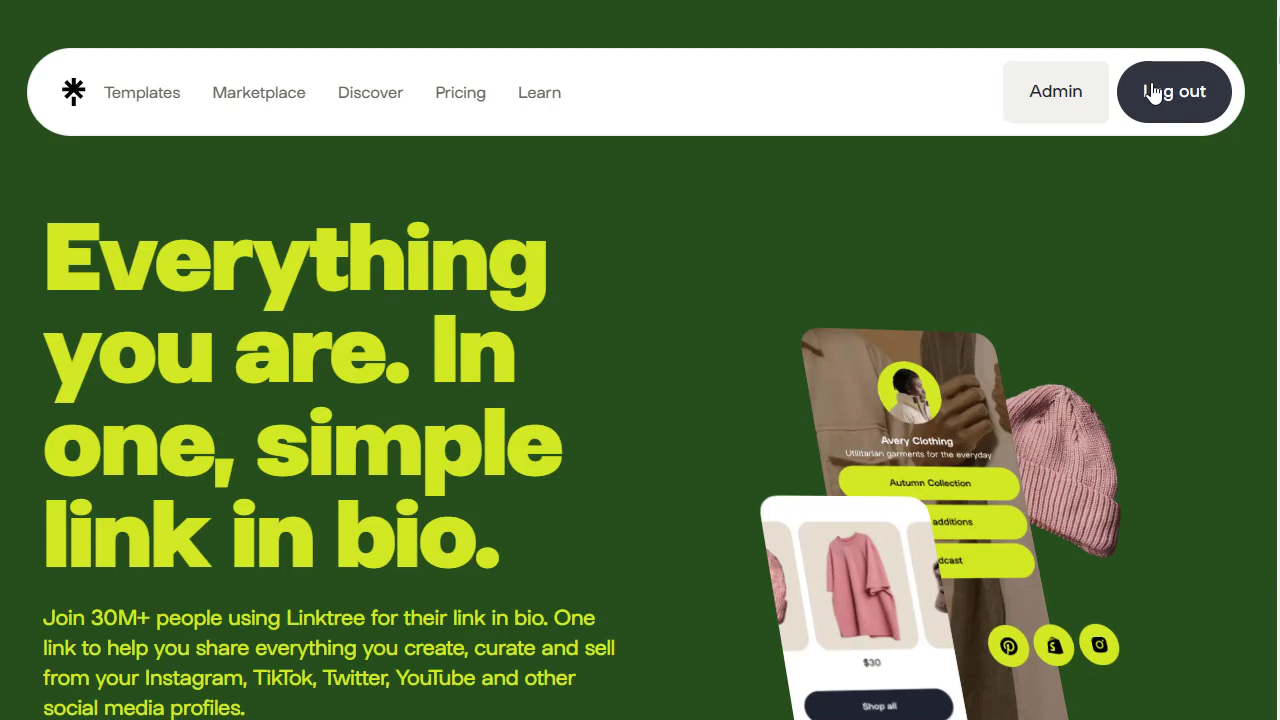 Templates Marketplace Discover Pricing Learn Admin Log out
Everything
you are. In
one, simple
link in bio.
Join 30M+ people using Linktree for their link in bio. One
link to help you share everything you create, curate and sell
from your Instagram, TikTok, Twitter, YouTube and other
social media profiles.
Avery Clothing
Utilitarian garments for the everyday
Autumn Collection
additions
$30
Shop all